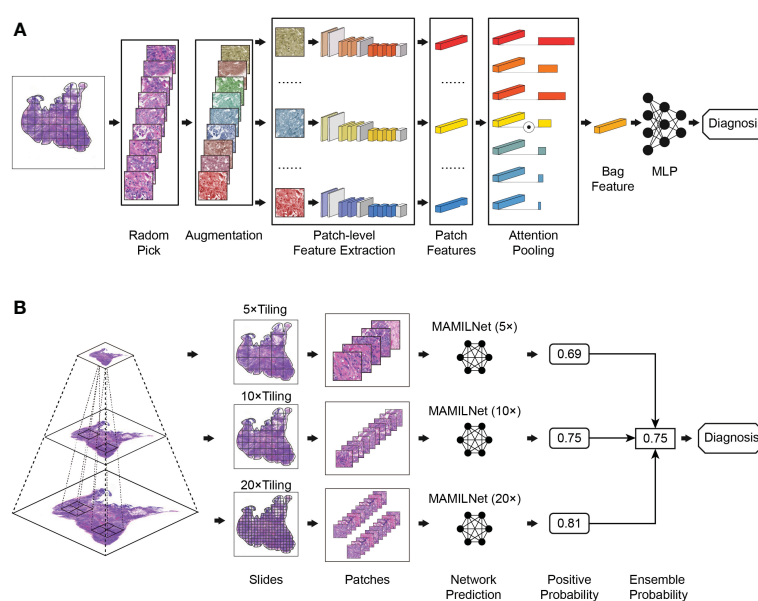 A
Diagnosis
Bag
Feature
MLP
Radom
Pick
Augmentation
Patch-level
Feature Extraction
Patch
Features
Attention
Pooling
......
......
......
......
B
5×Tiling
MAMILNet (5×)
0.69
10×Tiling
MAMILNet (10×)
0.75
0.75
Diagnosis
20×Tiling
MAMILNet (20×)
0.81
Slides
Patches
Network
Prediction
Positive
Probability
Ensemble
Probability